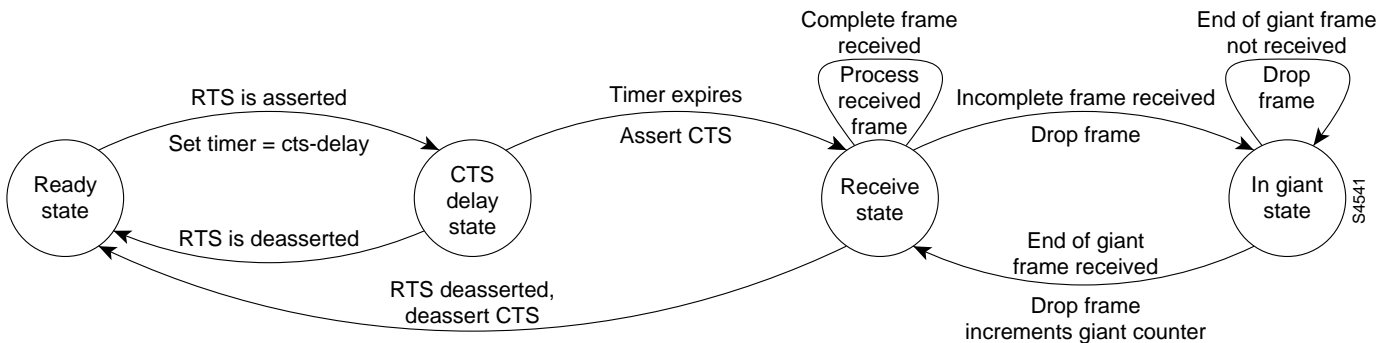 Complete frame
received
Process
received
frame
End of giant frame
not received
Drop
frame
RTS is asserted
Set timer = cts-delay
Timer expires
Assert CTS
Incomplete frame received
Drop frame
Ready
state
CTS
delay
state
Receive
state
In giant
state
S4541
RTS is deasserted
RTS deasserted,
deassert CTS
End of giant
frame received
Drop frame
increments giant counter